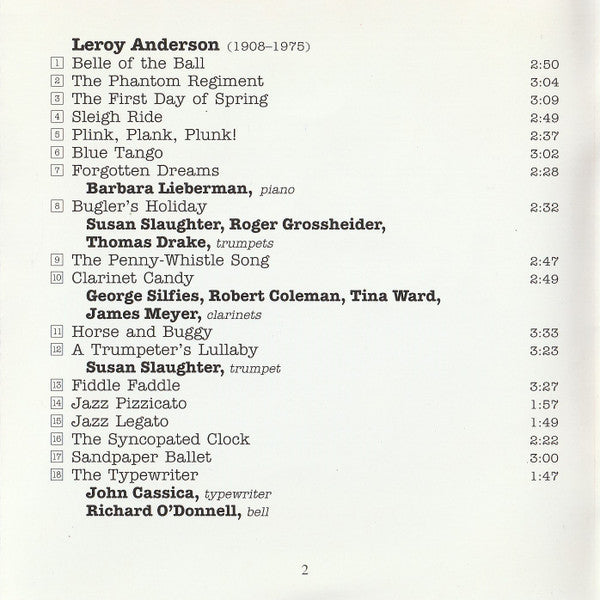 Leroy Anderson (1908–1975)
1 Belle of the Ball 2:50
2 The Phantom Regiment 3:04
3 The First Day of Spring 3:09
4 Sleigh Ride 2:49
5 Plink, Plank, Plunk! 2:37
6 Blue Tango 3:02
7 Forgotten Dreams 2:28
Barbara Lieberman, piano
8 Bugler's Holiday 2:32
Susan Slaughter, Roger Grossheider,
Thomas Drake, trumpets
9 The Penny-Whistle Song 2:47
10 Clarinet Candy 2:49
George Silfies, Robert Coleman, Tina Ward,
James Meyer, clarinets
11 Horse and Buggy 3:33
12 A Trumpeter's Lullaby 3:23
Susan Slaughter, trumpet
13 Fiddle Faddle 3:27
14 Jazz Pizzicato 1:57
15 Jazz Legato 1:49
16 The Syncopated Clock 2:22
17 Sandpaper Ballet 3:00
18 The Typewriter 1:47
John Cassica, typewriter
Richard O'Donnell, bell
2